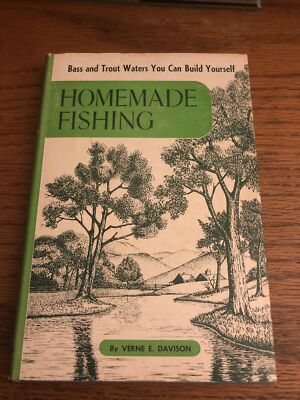 Bass and Trout Waters You Can Build Yourself
HOMEMADE
FISHING
By VERNE E. DAVISON